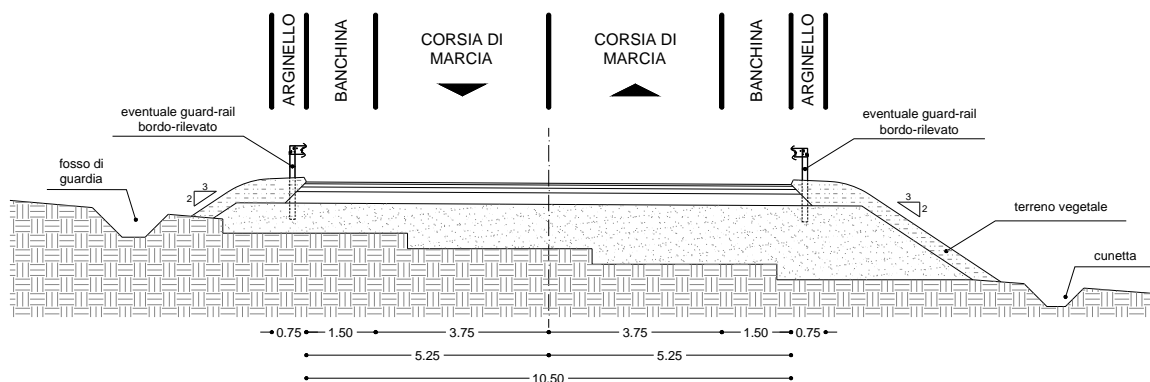 ARGINELLO
BANCHINA
CORSIA DI
MARCIA
CORSIA DI
MARCIA
BANCHINA
ARGINELLO
eventuale guard-rail
bordo-rilevato
eventuale guard-rail
bordo-rilevato
fosso di
guardia
3
2
3
2
terreno vegetale
cunetta
0.75 1.50 3.75 3.75 1.50 0.75
5.25 5.25
10.50